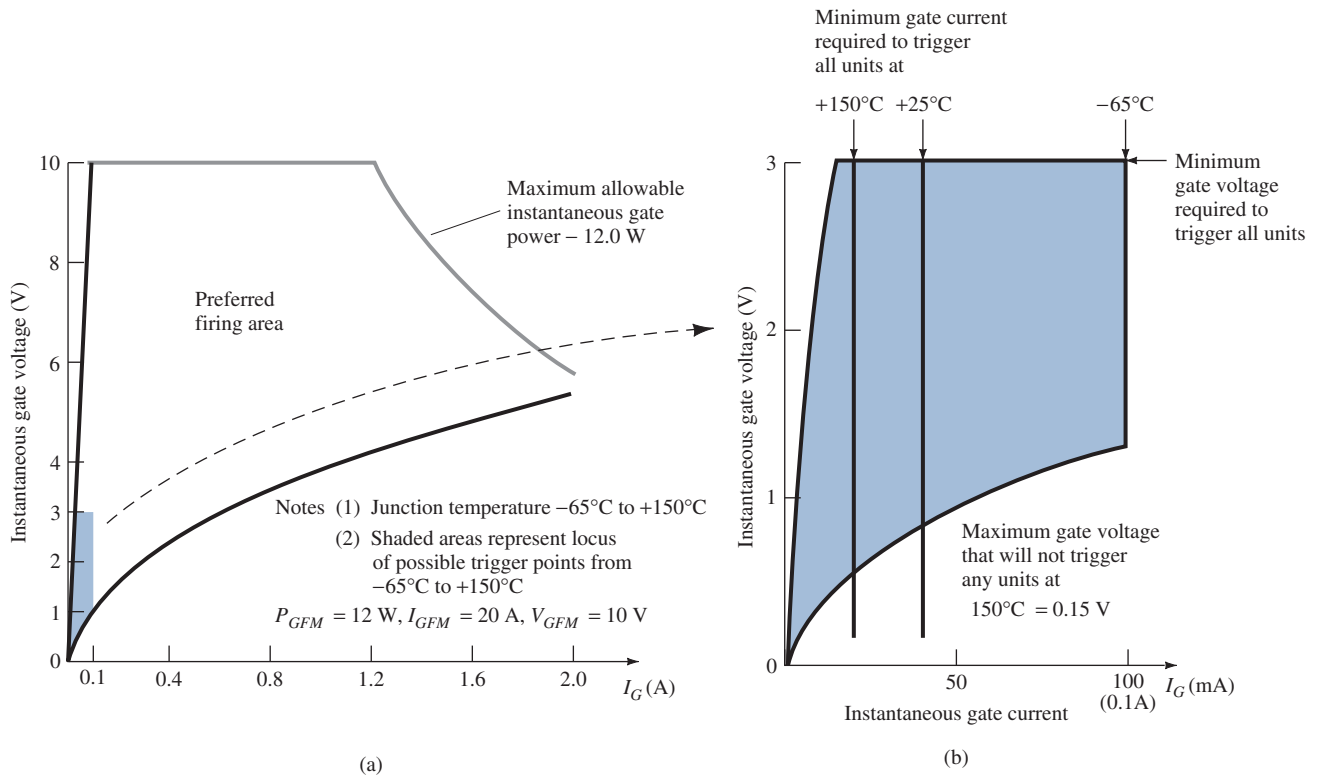 Minimum gate current
required to trigger
all units at
+150°C +25°C −65°C
10
8
6
4
3
2
1
0
Instantaneous gate voltage (V)
Maximum allowable
instantaneous gate
power – 12.0 W
Preferred
firing area
Notes (1) Junction temperature −65°C to +150°C
(2) Shaded areas represent locus
of possible trigger points from
−65°C to +150°C
P_GFM = 12 W, I_GFM = 20 A, V_GFM = 10 V
0.1 0.4 0.8 1.2 1.6 2.0 I_G (A)
(a)
3
2
1
0
Instantaneous gate voltage (V)
Minimum
gate voltage
required to
trigger all units
Maximum gate voltage
that will not trigger
any units at
150°C = 0.15 V
50 100 I_G (mA)
(0.1A)
Instantaneous gate current
(b)